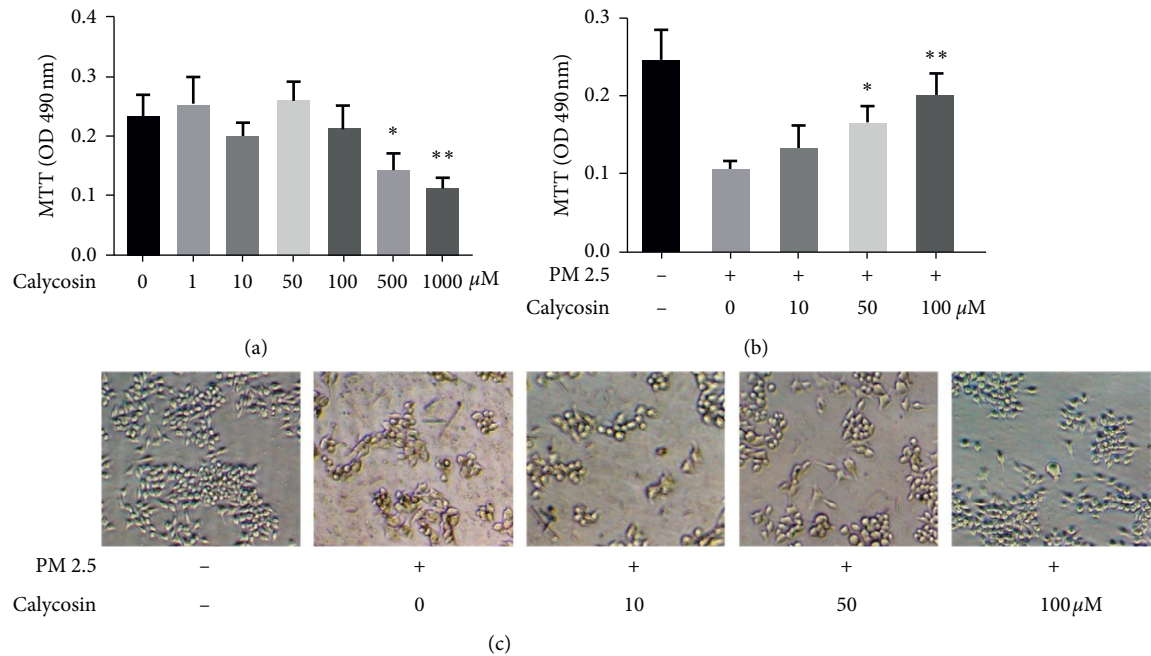 0.4
0.3
0.2
0.1
0.0
MTT (OD 490 nm)
*
**
Calycosin 0 1 10 50 100 500 1000 µM
(a)
0.3
0.2
0.1
0.0
MTT (OD 490 nm)
*
**
PM 2.5 – + + + +
Calycosin – 0 10 50 100 µM
(b)
PM 2.5 – + + + +
Calycosin – 0 10 50 100 µM
(c)